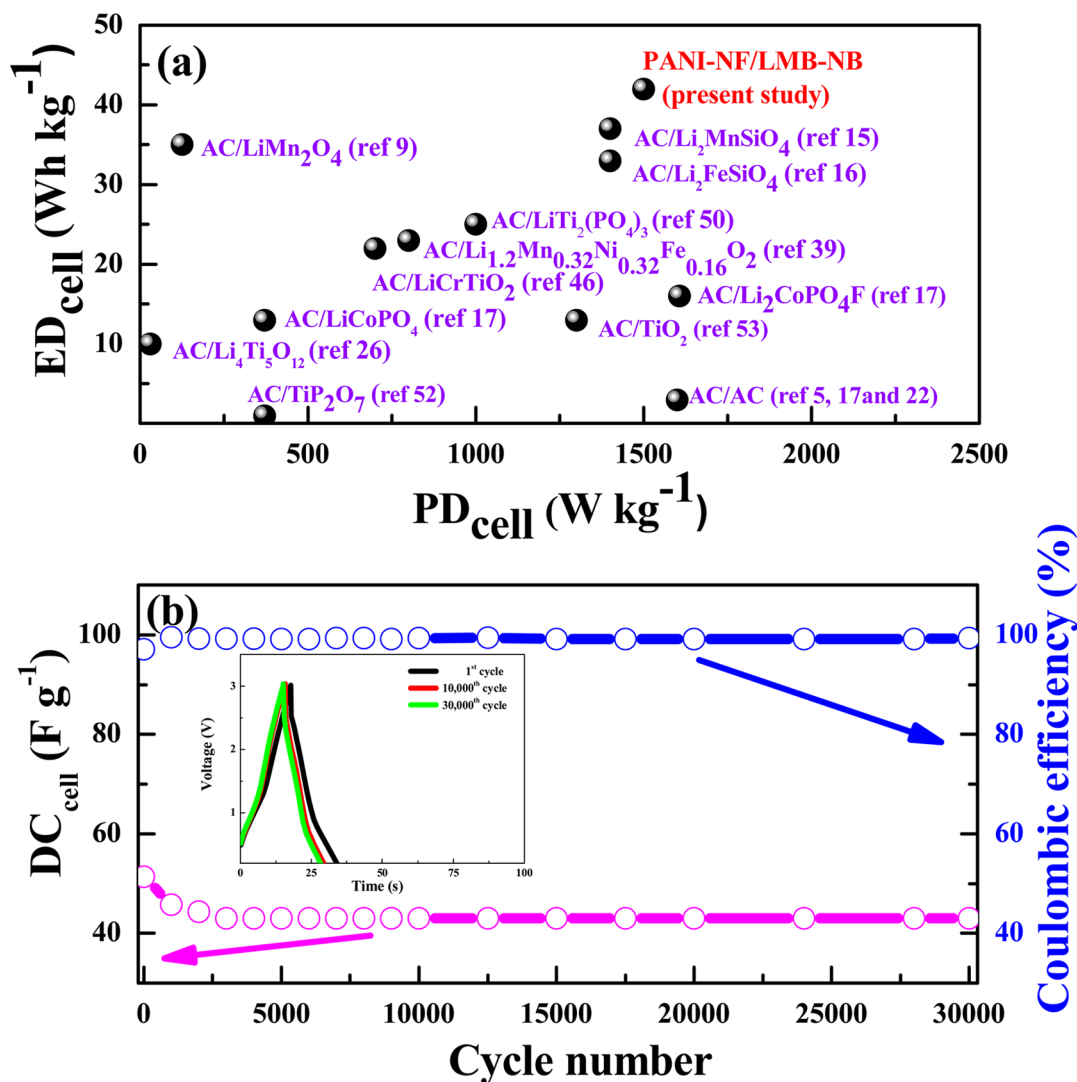 (a)
ED_cell (Wh kg^-1)
50
40
30
20
10
PANI-NF/LMB-NB
(present study)
AC/Li₂MnSiO₄ (ref 15)
AC/LiMn₂O₄ (ref 9)
AC/Li₂FeSiO₄ (ref 16)
AC/LiTi₂(PO₄)₃ (ref 50)
AC/Li₁.₂Mn₀.₃₂Ni₀.₃₂Fe₀.₁₆O₂ (ref 39)
AC/LiCrTiO₂ (ref 46)
AC/Li₂CoPO₄F (ref 17)
AC/LiCoPO₄ (ref 17)
AC/TiO₂ (ref 53)
AC/Li₄Ti₅O₁₂ (ref 26)
AC/TiP₂O₇ (ref 52)
AC/AC (ref 5, 17and 22)
0 500 1000 1500 2000 2500
PD_cell (W kg^-1)
(b)
DC_cell (F g^-1)
100
80
60
40
Coulombic efficiency (%)
100
80
60
40
1st cycle
10,000th cycle
30,000th cycle
Voltage (V)
3
2
1
0 25 50 75 100
Time (s)
0 5000 10000 15000 20000 25000 30000
Cycle number